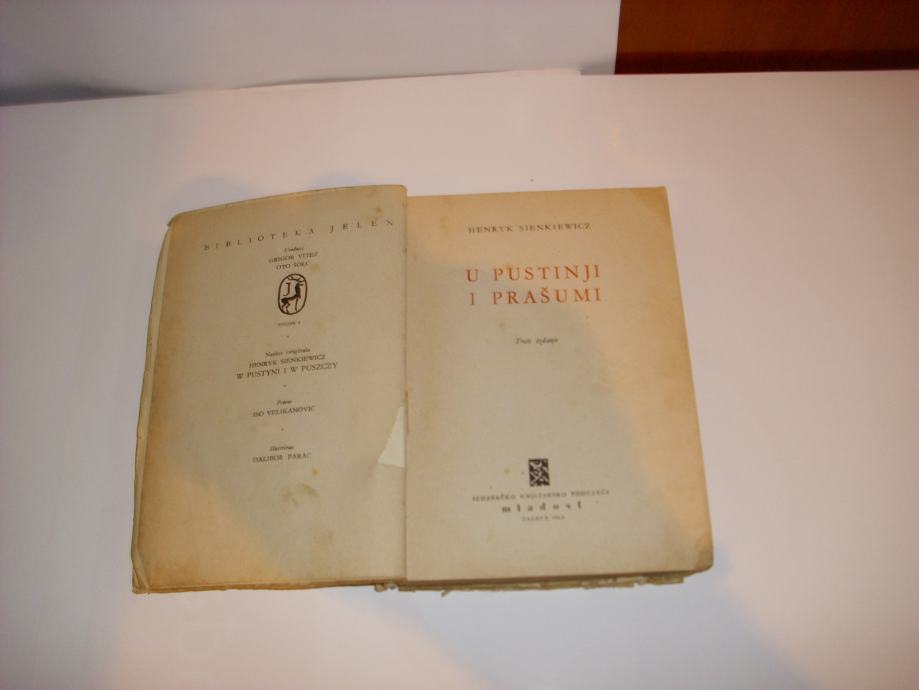 BIBLIOTEKA JELEN
Urednici
GRIGOR VITEZ
OTO ŠOLC
J
Naslov originala
HENRYK SIENKIEWICZ
W PUSTYNI I W PUSZCZY
Preveo
ISO VELIKANOVIĆ
Ilustrirao
DALIBOR PARAĆ
HENRYK SIENKIEWICZ
U PUSTINJI
I PRAŠUMI
Treće izdanje
IZDAVAČKO KNJIŽARSKO PODUZEĆE
mladost
ZAGREB